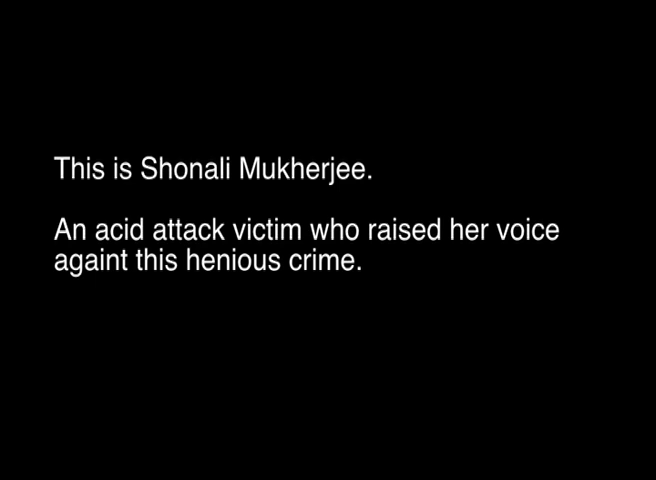 This is Shonali Mukherjee.
An acid attack victim who raised her voice
againt this henious crime.